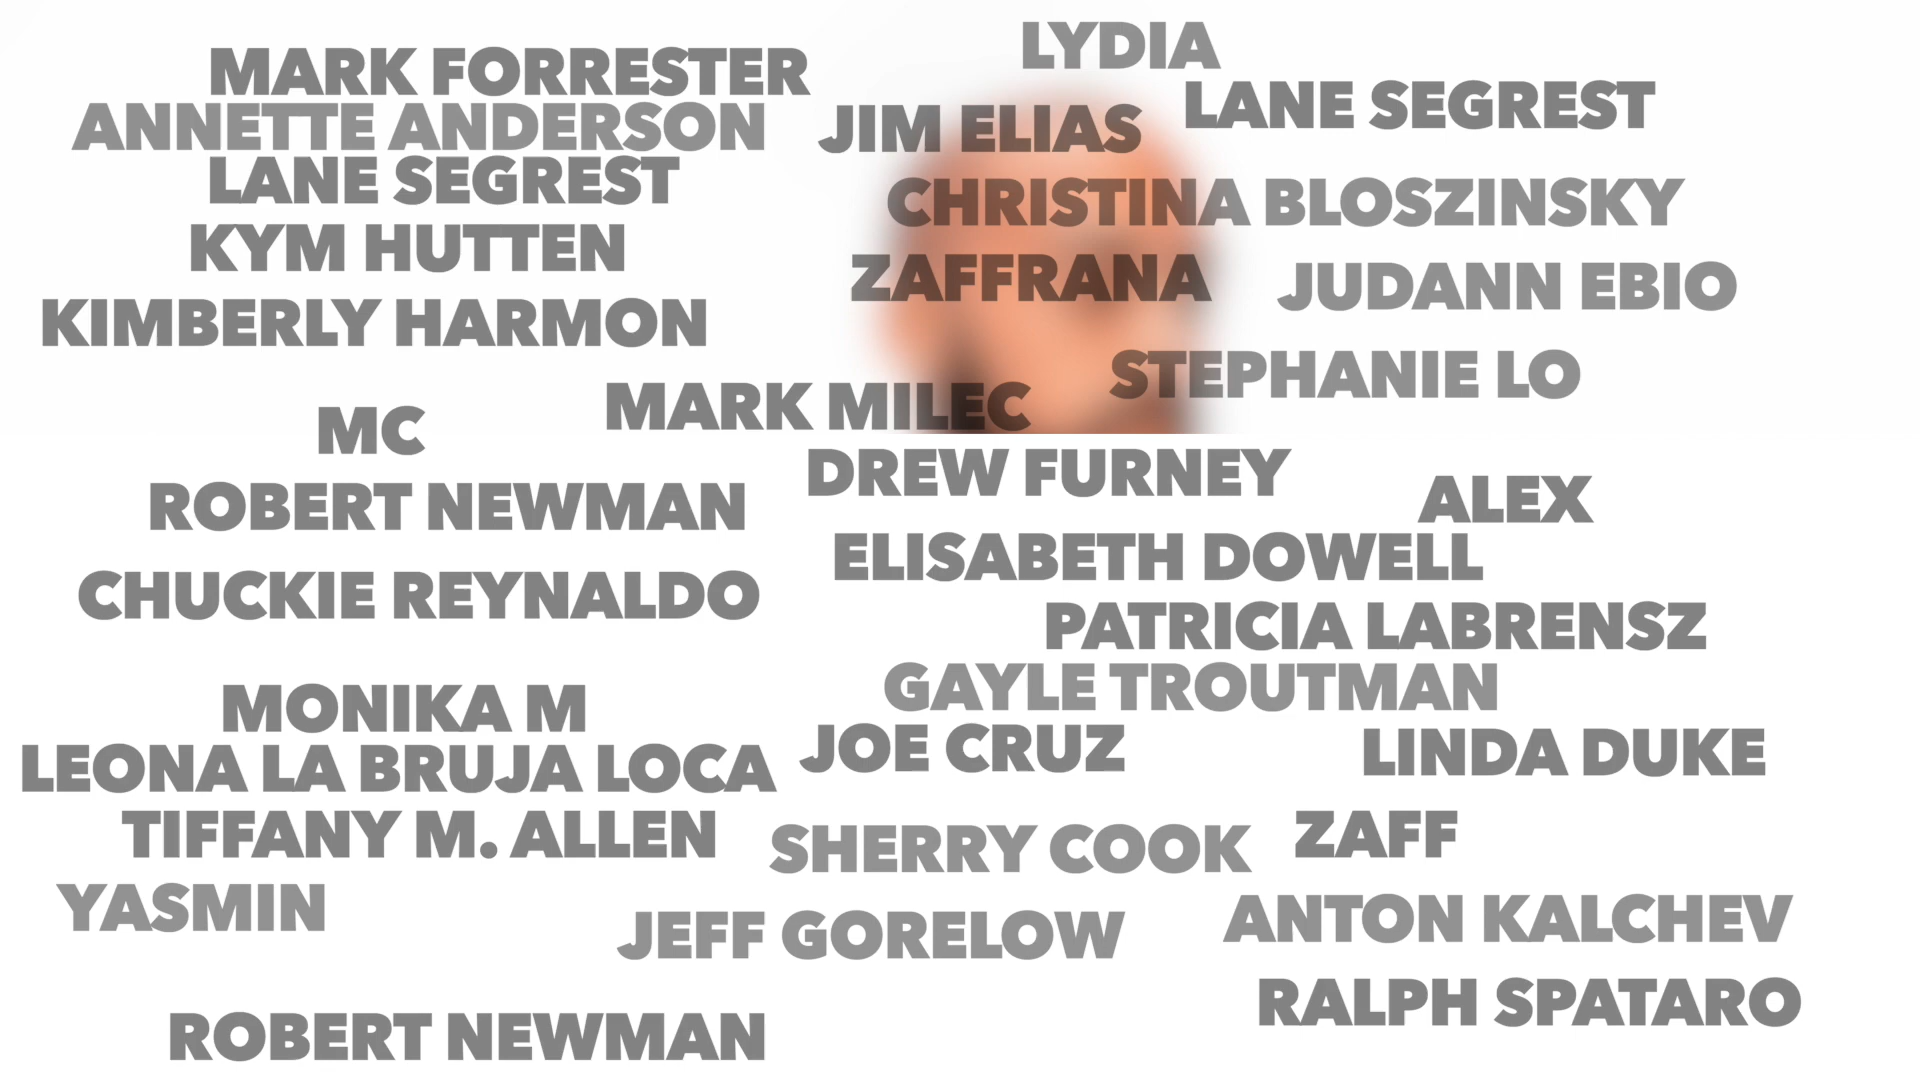 MARK FORRESTER
ANNETTE ANDERSON
LANE SEGREST
KYM HUTTEN
KIMBERLY HARMON
MC
ROBERT NEWMAN
CHUCKIE REYNALDO
MONIKA M
LEONA LA BRUJA LOCA
TIFFANY M. ALLEN
YASMIN
ROBERT NEWMAN
LYDIA
JIM ELIAS
LANE SEGREST
CHRISTINA BLOSZINSKY
ZAFFRANA
JUDANN EBIO
STEPHANIE LO
MARK MILEC
DREW FURNEY
ALEX
ELISABETH DOWELL
PATRICIA LABRENSZ
GAYLE TROUTMAN
JOE CRUZ
LINDA DUKE
SHERRY COOK
ZAFF
JEFF GORELOW
ANTON KALCHEV
RALPH SPATARO